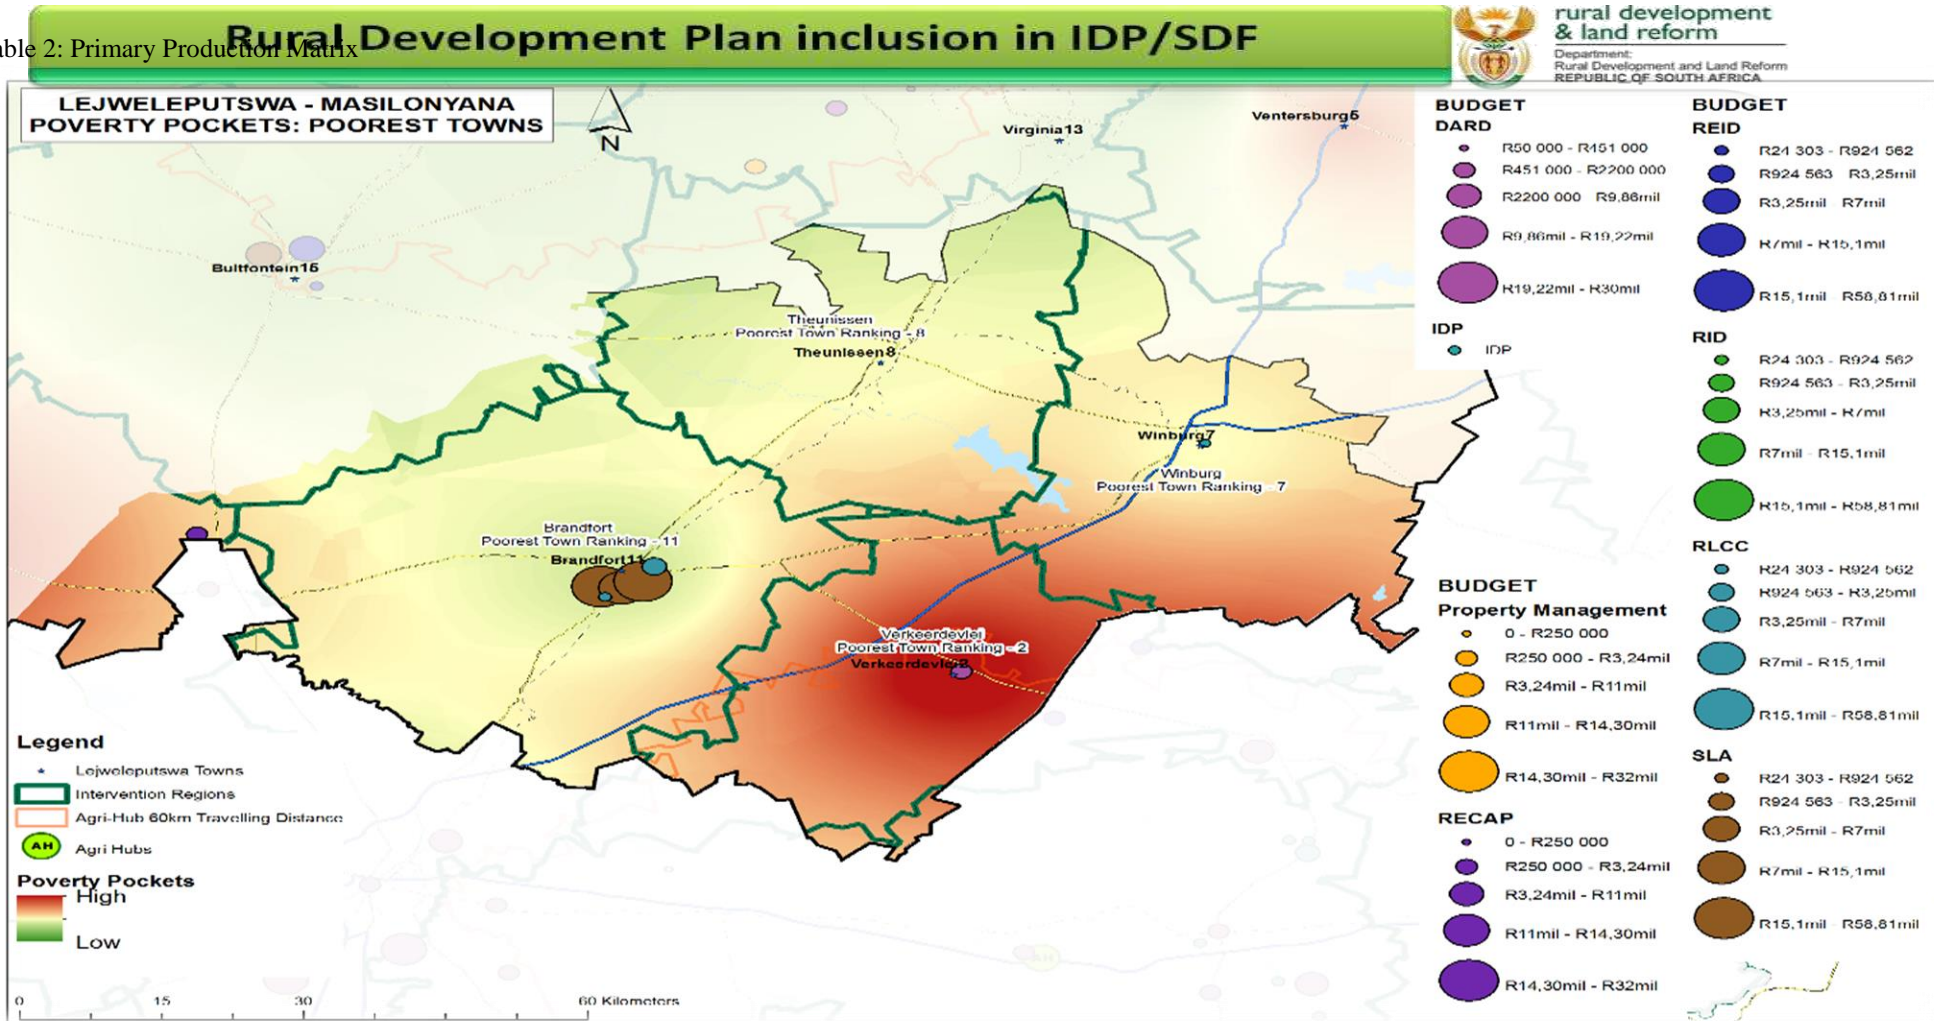 Rural Development Plan inclusion in IDP/SDF
able 2: Primary Production Matrix
rural development
& land reform
Department:
Rural Development and Land Reform
REPUBLIC OF SOUTH AFRICA
LEJWELEPUTSWA - MASILONYANA
POVERTY POCKETS: POOREST TOWNS
N
Virginia13
Ventersburg5
Bultfontein15
Theunissen
Poorest Town Ranking - 8
Theunissen8
Winburg7
Winburg
Poorest Town Ranking - 7
Brandfort
Poorest Town Ranking - 11
Brandfort11
Verkeerdevlei
Poorest Town Ranking - 2
Verkeerdevlei2
Legend
Lejweleputswa Towns
Intervention Regions
Agri-Hub 60km Travelling Distance
AH Agri Hubs
Poverty Pockets
High
Low
0 15 30 60 Kilometers
AH
BUDGET
DARD
R50 000 - R451 000
R451 000 - R2200 000
R2200 000 - R9,86mil
R9,86mil - R19,22mil
R19,22mil - R30mil
IDP
IDP
BUDGET
Property Management
0 - R250 000
R250 000 - R3,24mil
R3,24mil - R11mil
R11mil - R14,30mil
R14,30mil - R32mil
RECAP
0 - R250 000
R250 000 - R3,24mil
R3,24mil - R11mil
R11mil - R14,30mil
R14,30mil - R32mil
BUDGET
REID
R24 303 - R924 562
R924 563 - R3,25mil
R3,25mil - R7mil
R7mil - R15,1mil
R15,1mil - R58,81mil
RID
R24 303 - R924 562
R924 563 - R3,25mil
R3,25mil - R7mil
R7mil - R15,1mil
R15,1mil - R58,81mil
RLCC
R24 303 - R924 562
R924 563 - R3,25mil
R3,25mil - R7mil
R7mil - R15,1mil
R15,1mil - R58,81mil
SLA
R24 303 - R924 562
R924 563 - R3,25mil
R3,25mil - R7mil
R7mil - R15,1mil
R15,1mil - R58,81mil